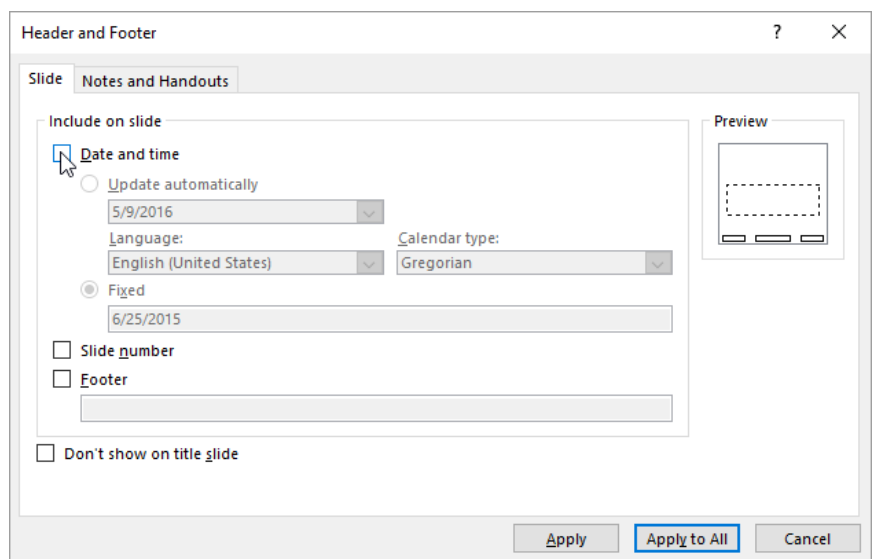 Header and Footer ?
Slide Notes and Handouts
Include on slide
Preview
Date and time
Update automatically
5/9/2016
Language: Calendar type:
English (United States) Gregorian
Fixed
6/25/2015
Slide number
Footer
Don't show on title slide
Apply Apply to All Cancel